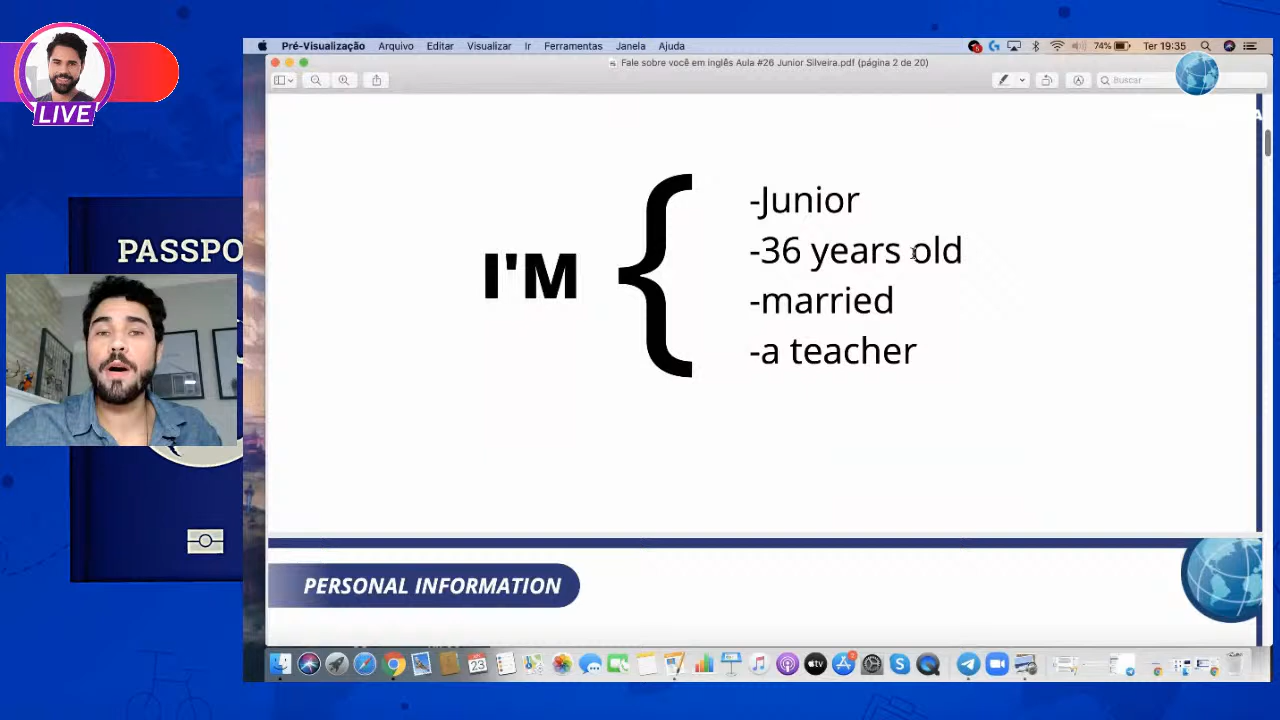 LIVE
PASSPO
Pré-Visualização Arquivo Editar Visualizar Ir Ferramentas Janela Ajuda
74% Ter 19:35
Fale sobre você em inglês Aula #26 Junior Silveira.pdf (página 2 de 20)
Buscar
I'M
-Junior
-36 years old
-married
-a teacher
PERSONAL INFORMATION